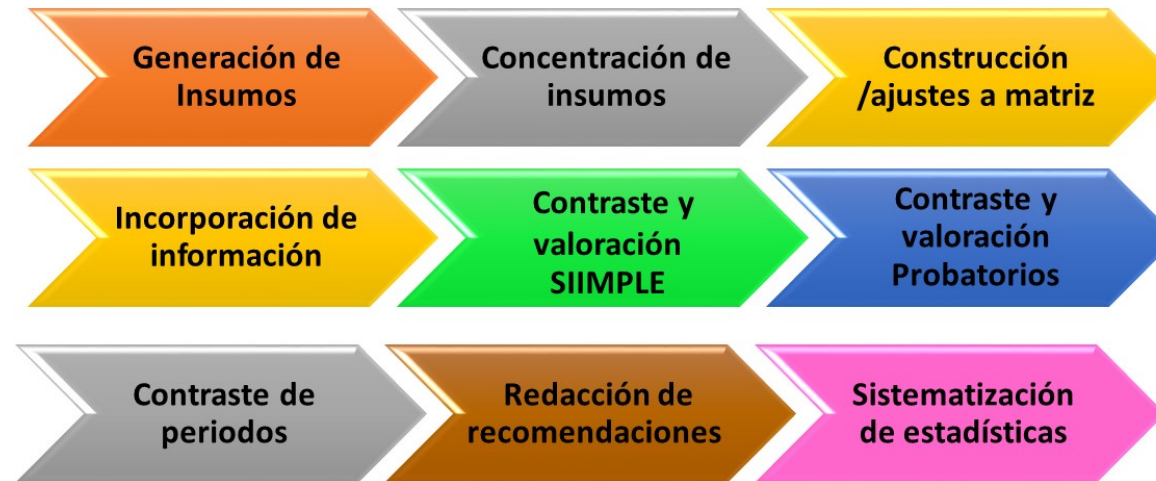 Generación de
Insumos
Concentración de
insumos
Construcción
/ajustes a matriz
Incorporación de
información
Contraste y
valoración
SIIMPLE
Contraste y
valoración
Probatorios
Contraste de
periodos
Redacción de
recomendaciones
Sistematización
de estadísticas